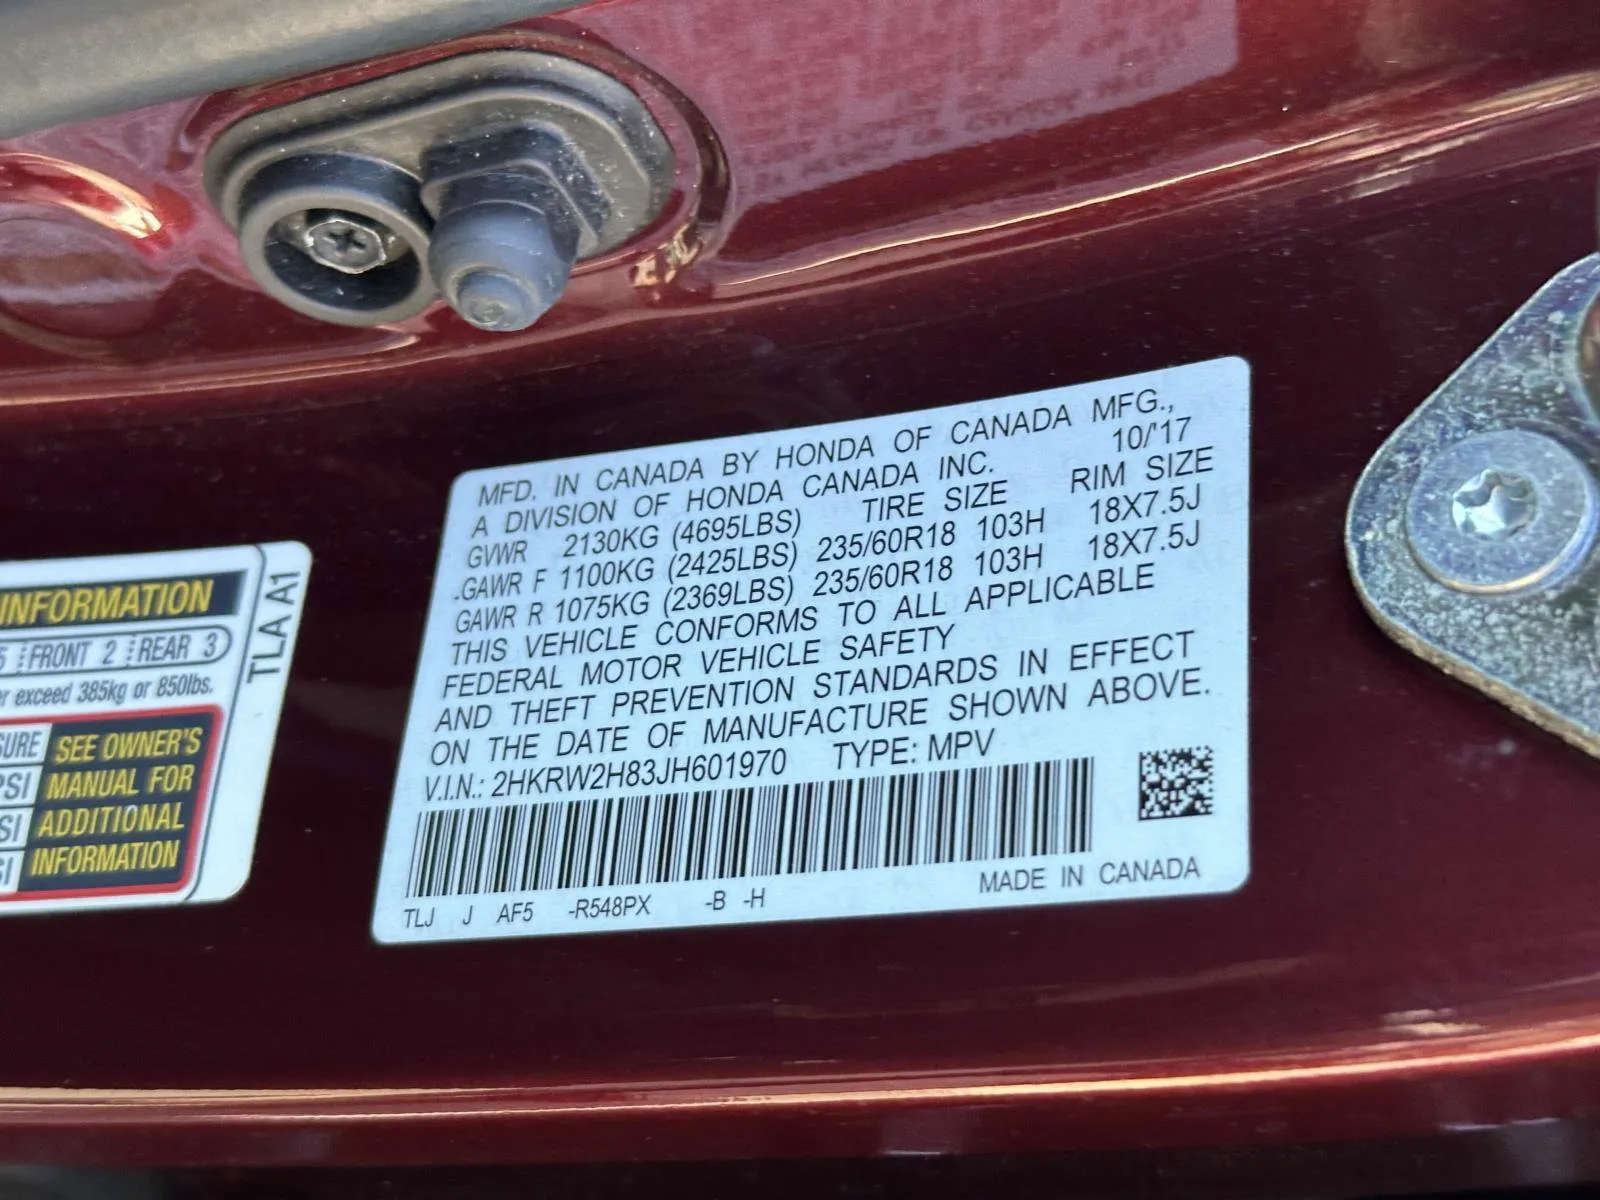 MFD. IN CANADA BY HONDA OF CANADA MFG.,
A DIVISION OF HONDA CANADA INC. 10/'17
GVWR 2130KG (4695LBS) TIRE SIZE RIM SIZE
GAWR F 1100KG (2425LBS) 235/60R18 103H 18X7.5J
GAWR R 1075KG (2369LBS) 235/60R18 103H 18X7.5J
THIS VEHICLE CONFORMS TO ALL APPLICABLE
FEDERAL MOTOR VEHICLE SAFETY
AND THEFT PREVENTION STANDARDS IN EFFECT
ON THE DATE OF MANUFACTURE SHOWN ABOVE.
V.I.N.: 2HKRW2H83JH601970 TYPE: MPV
TLJ J AF5 -R548PX -B -H
MADE IN CANADA
INFORMATION
5 FRONT 2 REAR 3
exceed 385kg or 850lbs.
SEE OWNER'S
PSI MANUAL FOR
ADDITIONAL
INFORMATION
TLA A1